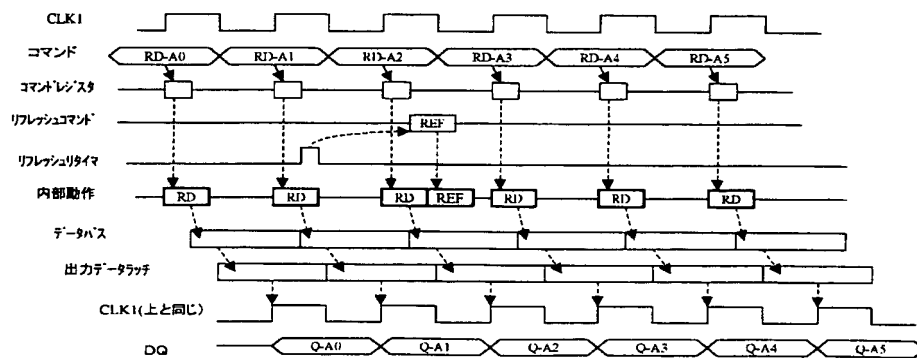 CLK1
コマンド RD-A0 RD-A1 RD-A2 RD-A3 RD-A4 RD-A5
コマンドレジスタ
リフレッシュコマンド REF
リフレッシュリタイマ
内部動作 RD RD RD REF RD RD RD
データバス
出力データラッチ
CLK1(上と同じ)
DQ Q-A0 Q-A1 Q-A2 Q-A3 Q-A4 Q-A5